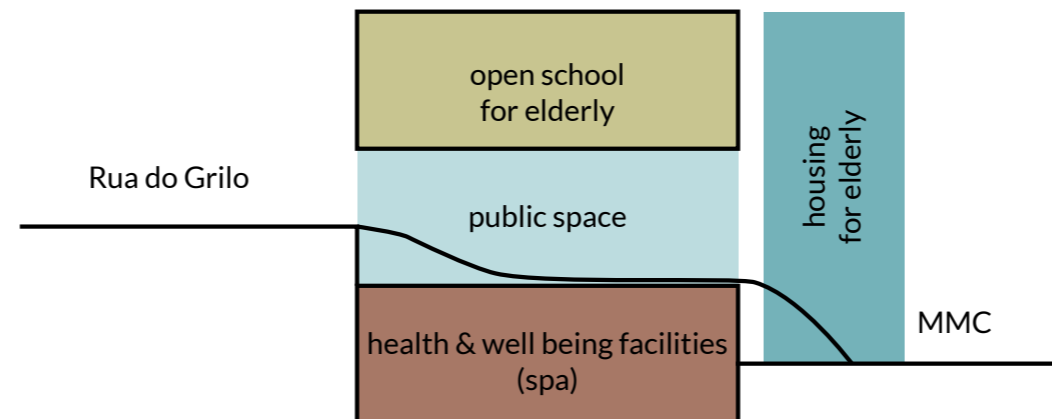 open school
for elderly
Rua do Grilo
public space
housing
for elderly
MMC
health & well being facilities
(spa)